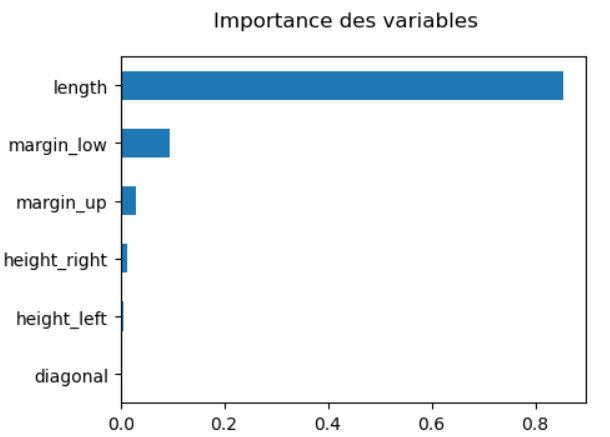 Importance des variables
length
margin_low
margin_up
height_right
height_left
diagonal
0.0 0.2 0.4 0.6 0.8